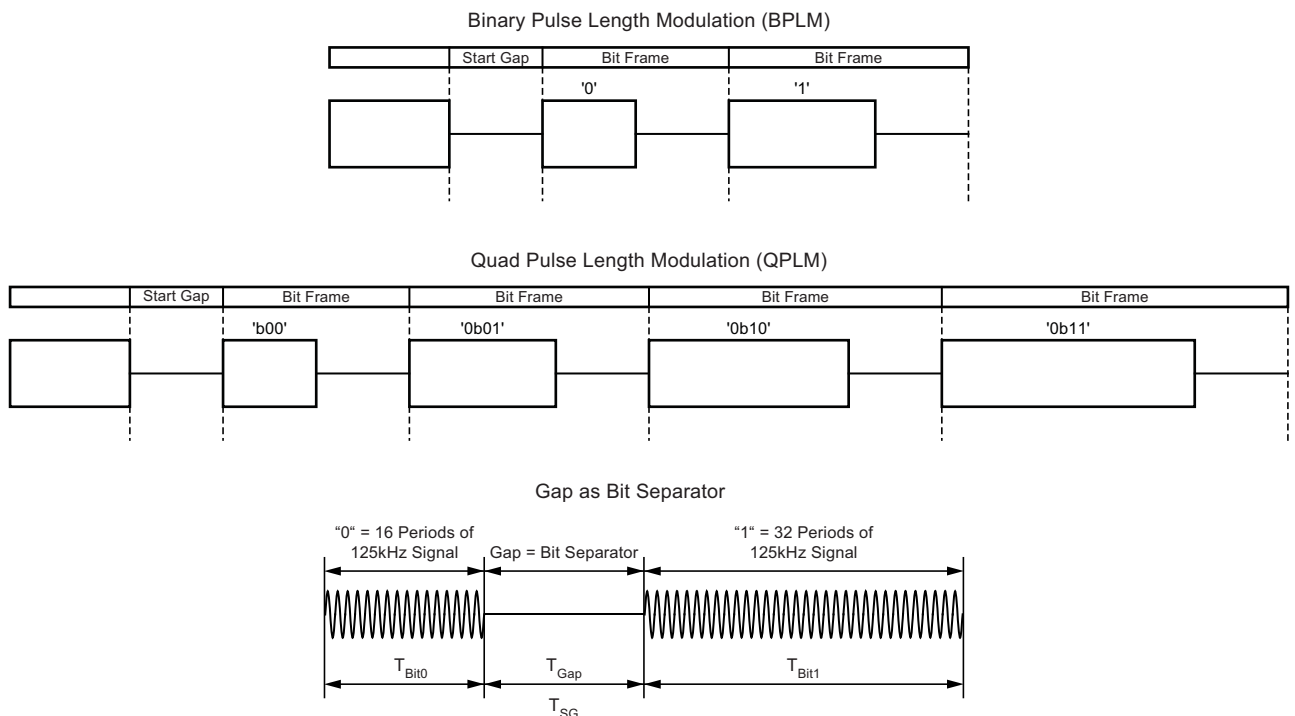 Binary Pulse Length Modulation (BPLM)
Start Gap Bit Frame Bit Frame
'0' '1'
Quad Pulse Length Modulation (QPLM)
Start Gap Bit Frame Bit Frame Bit Frame Bit Frame
'b00' '0b01' '0b10' '0b11'
Gap as Bit Separator
“0“ = 16 Periods of
125kHz Signal
Gap = Bit Separator
“1“ = 32 Periods of
125kHz Signal
TBit0 TGap TBit1
TSG